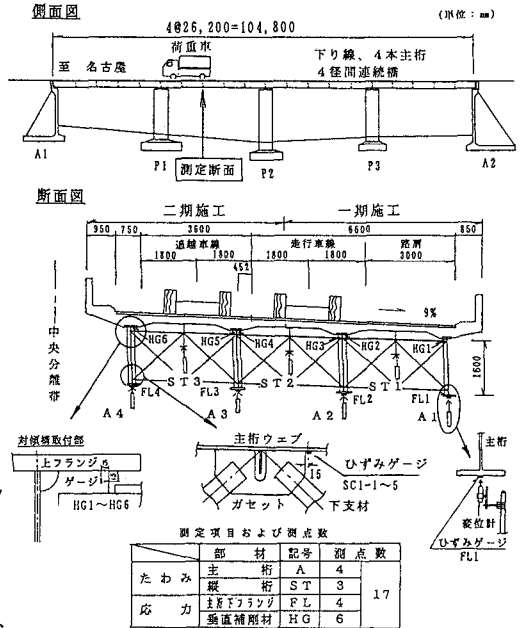 側面図
(単位：mm)
4@26,200=104,800
荷重車
下り線、4本主桁
4径間連続橋
至 名古屋
A1
P1
測定断面
P2
P3
A2
断面図
二期施工
一期施工
950
750
3600
6600
850
追越車線
走行車線
路肩
1800
1800
1800
1800
3000
452
9%
中央分離帯
HG6
HG5
HG4
HG3
HG2
HG1
1600
ST3
ST2
ST1
FL4
FL3
FL2
FL1
A4
A3
A2
A1
対傾構取付部
上フランジ
ゲージ
HG1〜HG6
主桁ウェブ
15
ガセット
下支材
ひずみゲージ
SC1-1〜5
主桁
変位計
ひずみゲージ
FL1
測定項目および測点数
部材 記号 測点数
たわみ 主桁 A 4 17
縦桁 ST 3
応力 主桁下フランジ FL 4
垂直補剛材 HG 6